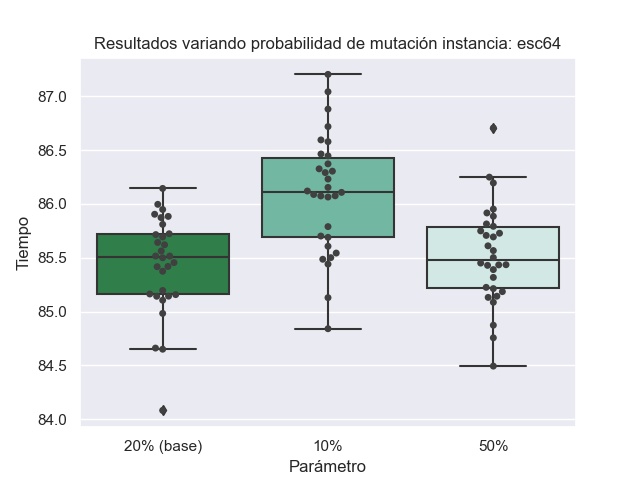 Resultados variando probabilidad de mutación instancia: esc64
87.0
86.5
86.0
85.5
85.0
84.5
84.0
Tiempo
20% (base) 10% 50%
Parámetro